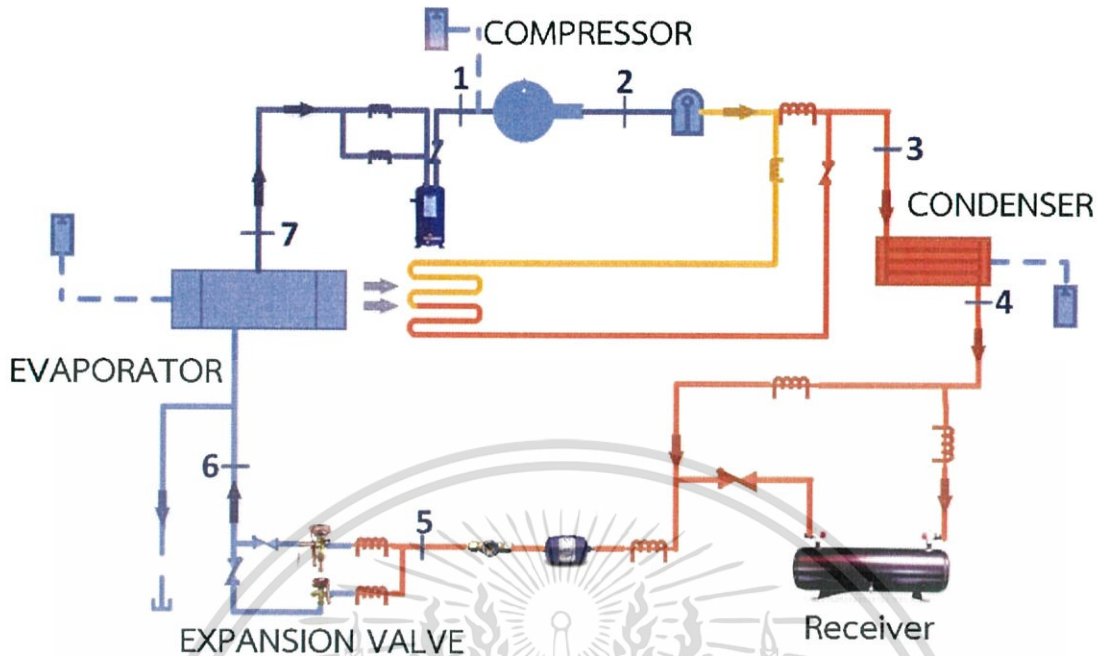 COMPRESSOR
1
2
3
CONDENSER
7
4
EVAPORATOR
6
5
EXPANSION VALVE
Receiver